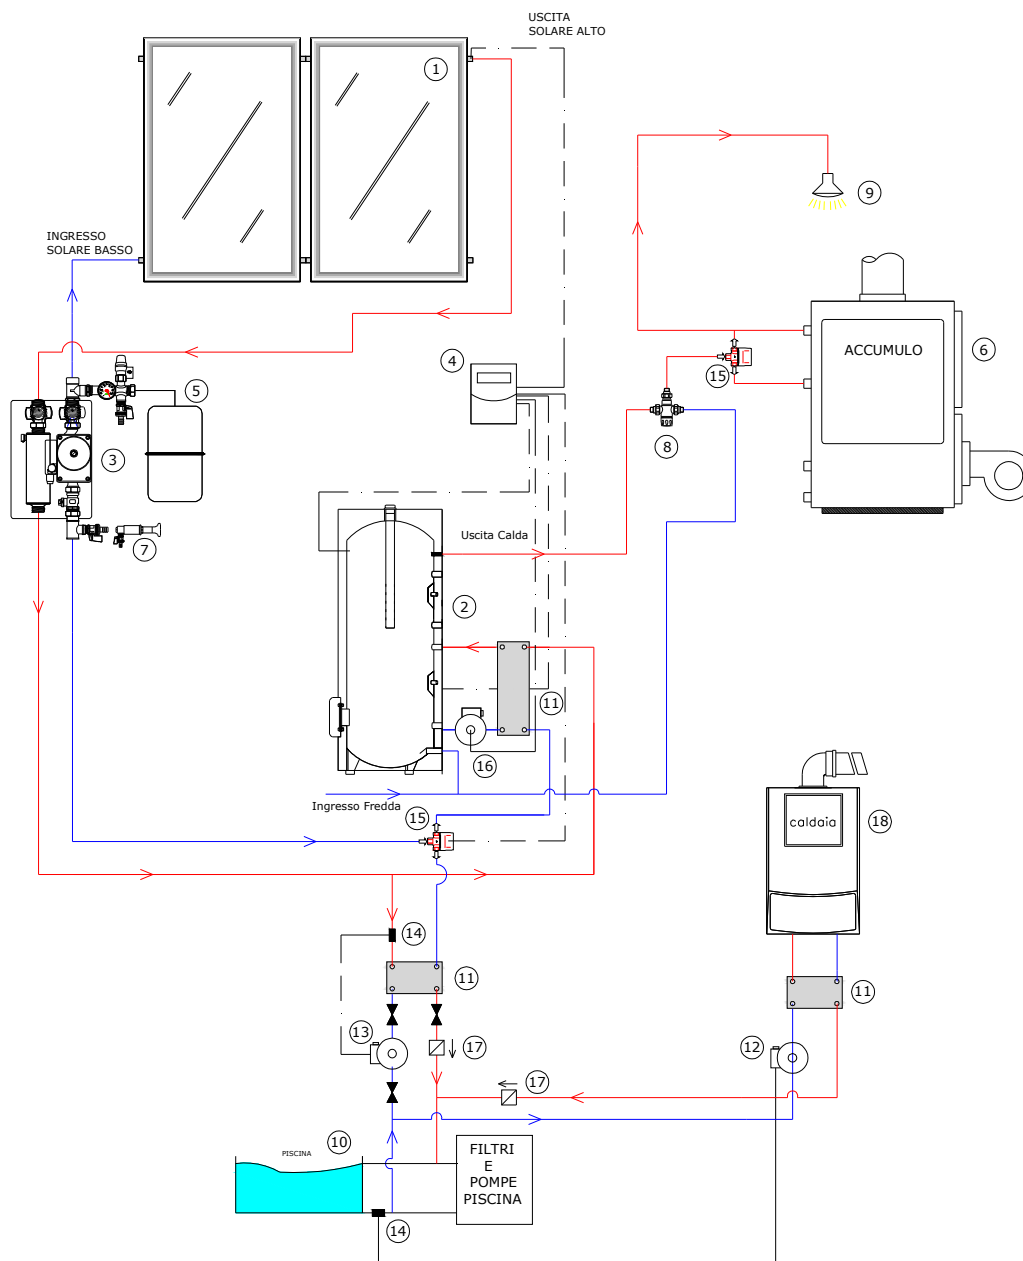 USCITA
SOLARE ALTO
1
9
INGRESSO
SOLARE BASSO
ACCUMULO
6
4
5
15
8
3
Uscita Calda
7
2
11
16
Ingresso Fredda
15
caldaia
18
14
11
11
13
17
12
17
10
PISCINA
FILTRI
E
POMPE
PISCINA
14